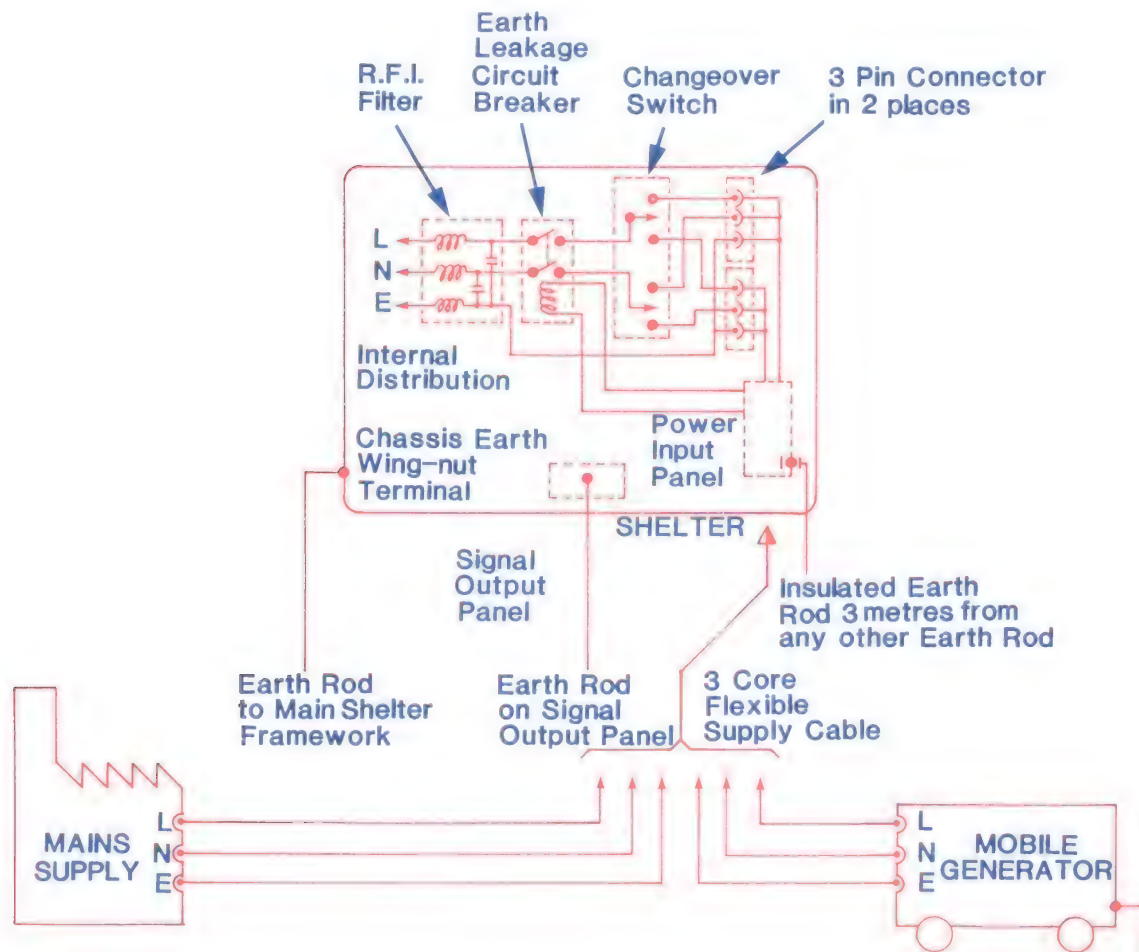 R.F.I.
Filter
Earth
Leakage
Circuit
Breaker
Changeover
Switch
3 Pin Connector
in 2 places
L
N
E
Internal
Distribution
Chassis Earth
Wing-nut
Terminal
Power
Input
Panel
SHELTER
Signal
Output
Panel
Insulated Earth
Rod 3 metres from
any other Earth Rod
Earth Rod
to Main Shelter
Framework
Earth Rod
on Signal
Output Panel
3 Core
Flexible
Supply Cable
MAINS
SUPPLY
L
N
E
L
N
E
MOBILE
GENERATOR